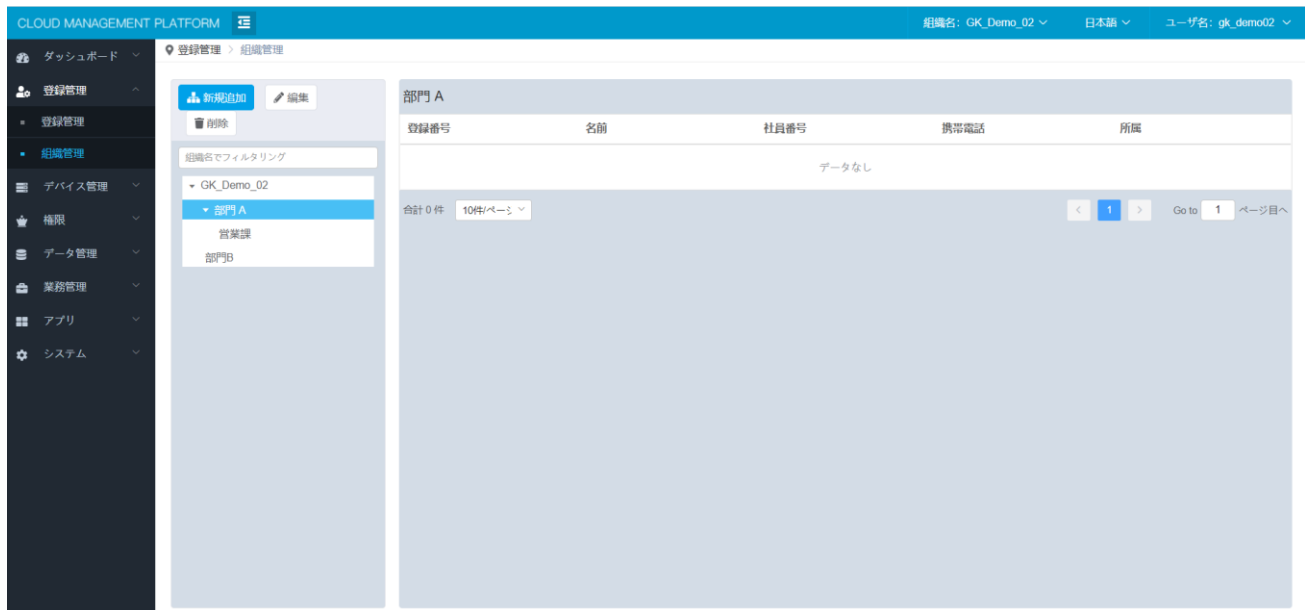 CLOUD MANAGEMENT PLATFORM 組織名: GK_Demo_02 日本語 ユーザ名: gk_demo02
ダッシュボード
登録管理
登録管理
組織管理
デバイス管理
権限
データ管理
業務管理
アプリ
システム
登録管理 > 組織管理
新規追加 編集
削除
組織名でフィルタリング
GK_Demo_02
部門 A
営業課
部門B
部門 A
登録番号 名前 社員番号 携帯電話 所属
データなし
合計 0 件 10件/ページ < 1 > Go to 1 ページ目へ